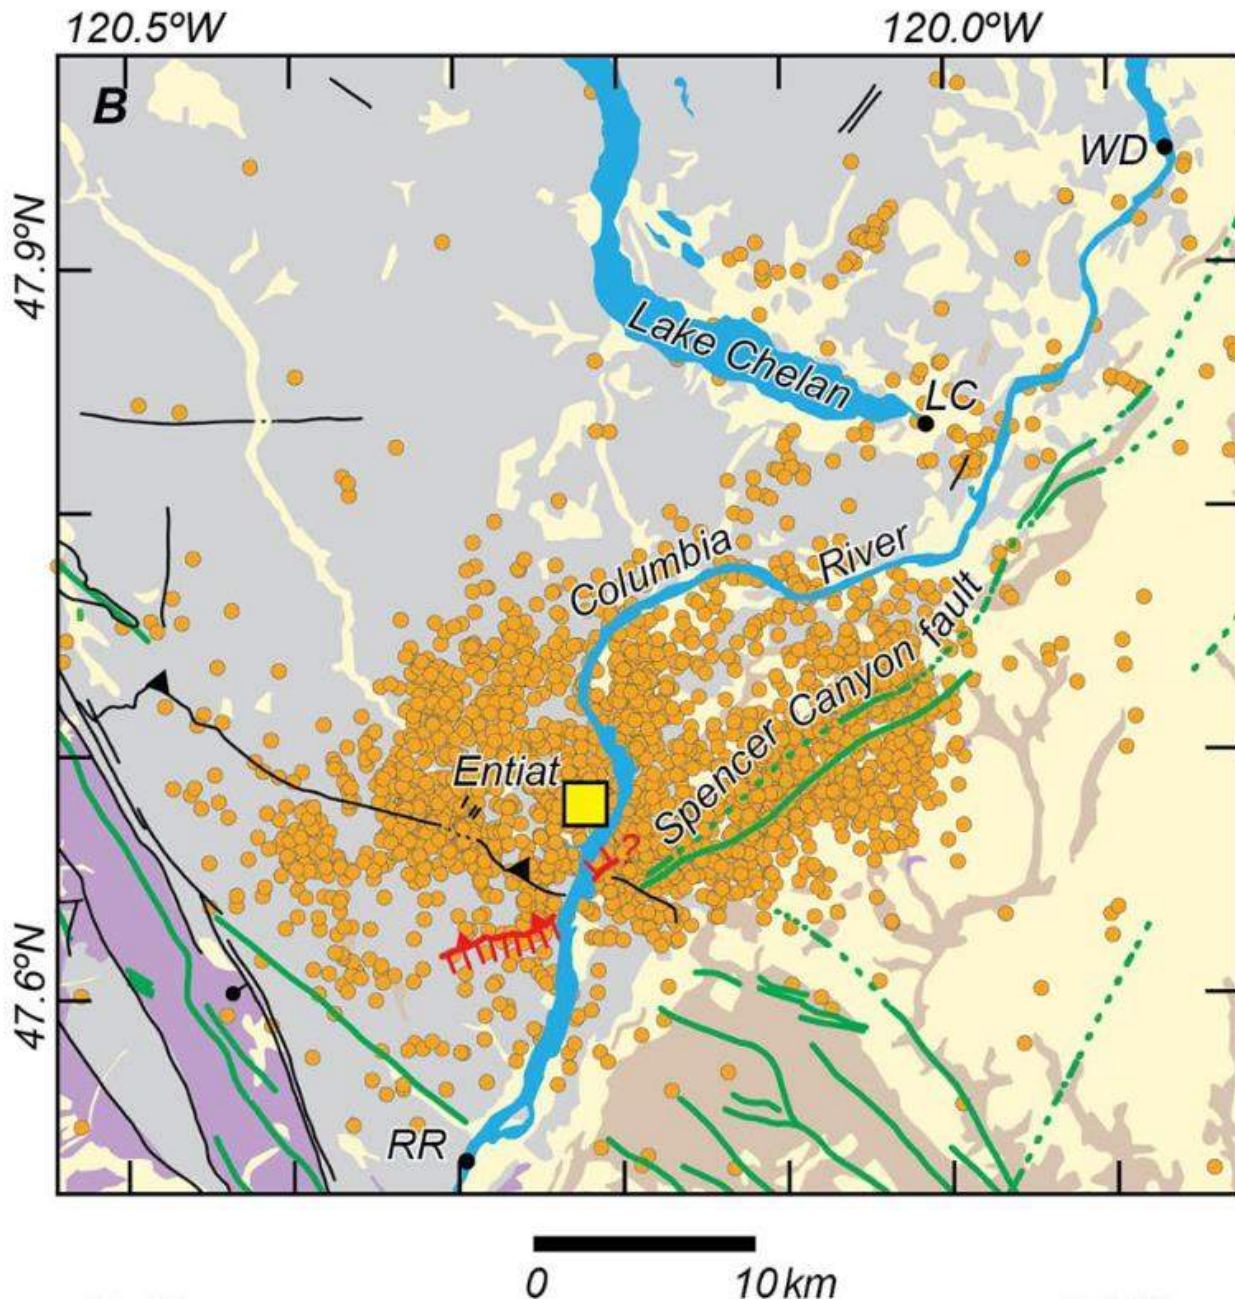 120.5°W
120.0°W
B
WD
47.9°N
Lake Chelan
LC
Columbia
River
Spencer Canyon fault
Entiat
?
47.6°N
RR
0
10 km